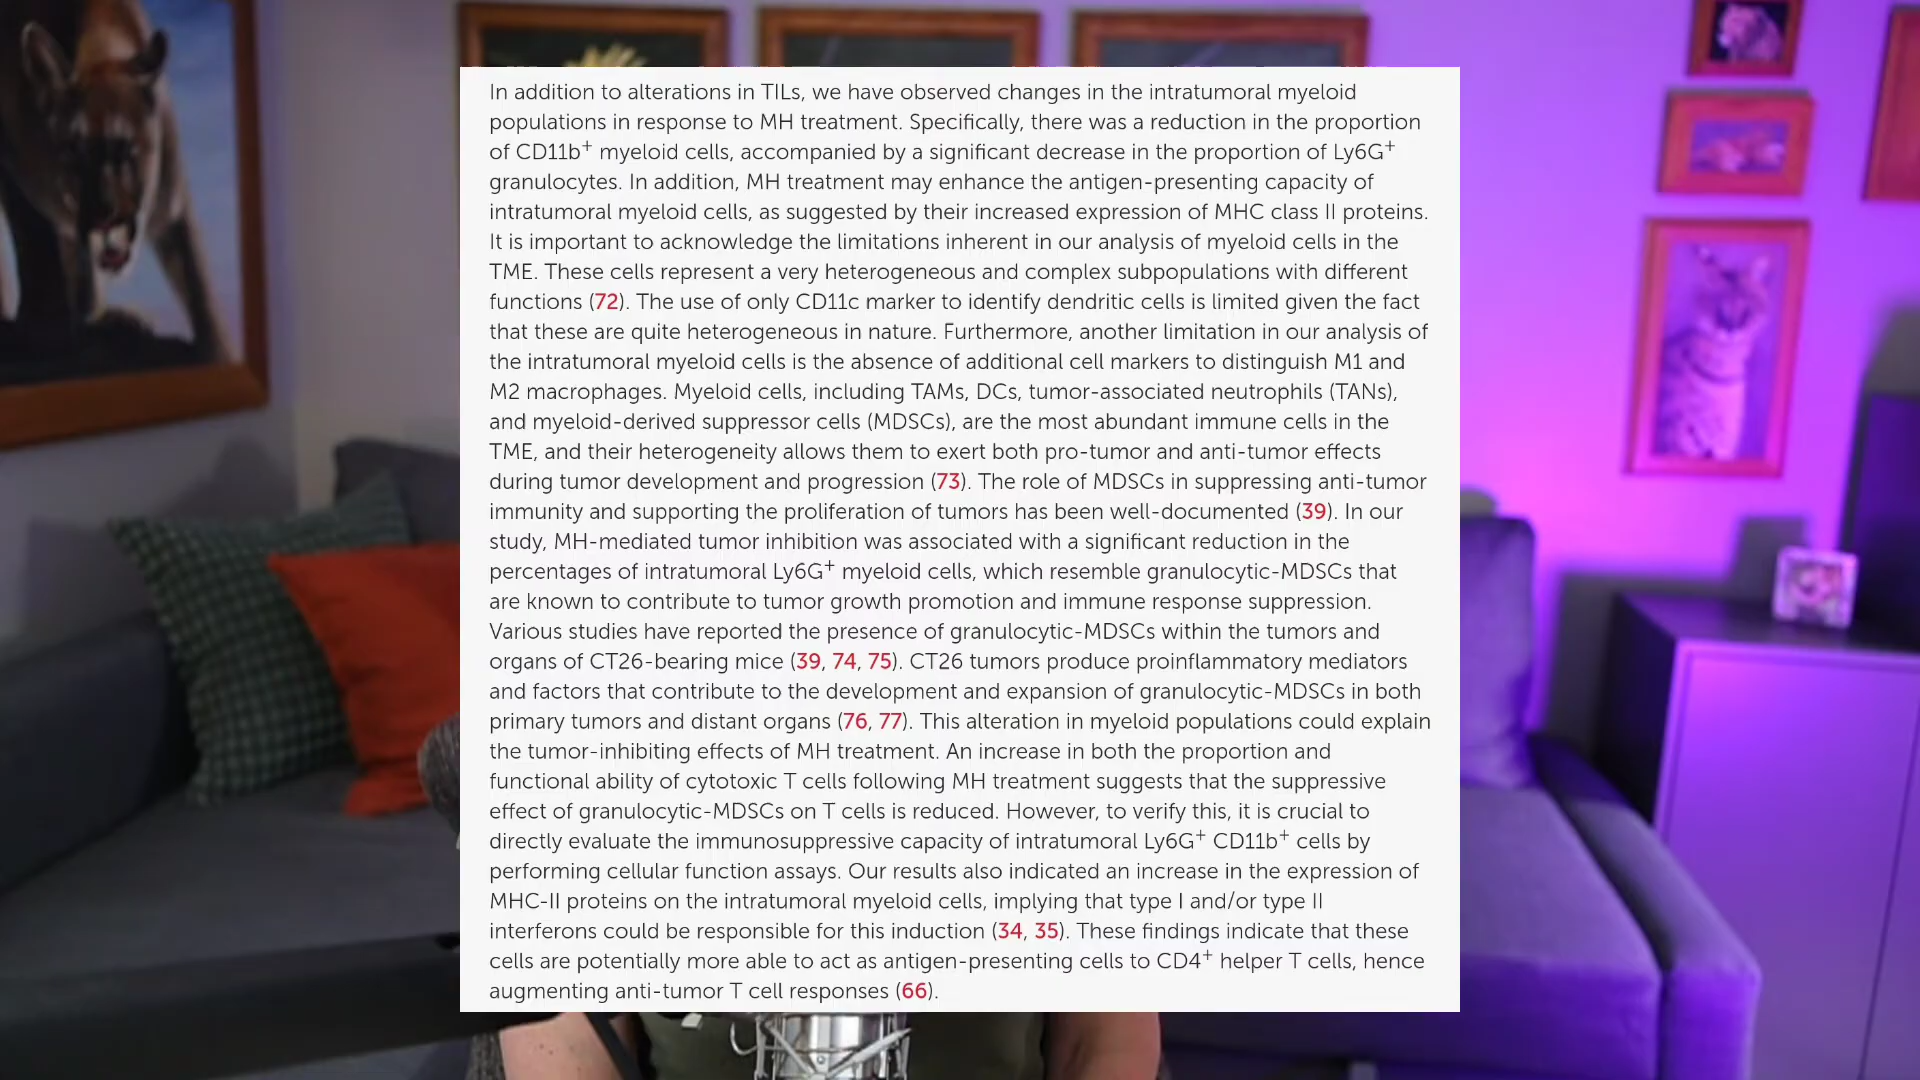 In addition to alterations in TILs, we have observed changes in the intratumoral myeloid
populations in response to MH treatment. Specifically, there was a reduction in the proportion
of CD11b⁺ myeloid cells, accompanied by a significant decrease in the proportion of Ly6G⁺
granulocytes. In addition, MH treatment may enhance the antigen-presenting capacity of
intratumoral myeloid cells, as suggested by their increased expression of MHC class II proteins.
It is important to acknowledge the limitations inherent in our analysis of myeloid cells in the
TME. These cells represent a very heterogeneous and complex subpopulations with different
functions (72). The use of only CD11c marker to identify dendritic cells is limited given the fact
that these are quite heterogeneous in nature. Furthermore, another limitation in our analysis of
the intratumoral myeloid cells is the absence of additional cell markers to distinguish M1 and
M2 macrophages. Myeloid cells, including TAMs, DCs, tumor-associated neutrophils (TANs),
and myeloid-derived suppressor cells (MDSCs), are the most abundant immune cells in the
TME, and their heterogeneity allows them to exert both pro-tumor and anti-tumor effects
during tumor development and progression (73). The role of MDSCs in suppressing anti-tumor
immunity and supporting the proliferation of tumors has been well-documented (39). In our
study, MH-mediated tumor inhibition was associated with a significant reduction in the
percentages of intratumoral Ly6G⁺ myeloid cells, which resemble granulocytic-MDSCs that
are known to contribute to tumor growth promotion and immune response suppression.
Various studies have reported the presence of granulocytic-MDSCs within the tumors and
organs of CT26-bearing mice (39, 74, 75). CT26 tumors produce proinflammatory mediators
and factors that contribute to the development and expansion of granulocytic-MDSCs in both
primary tumors and distant organs (76, 77). This alteration in myeloid populations could explain
the tumor-inhibiting effects of MH treatment. An increase in both the proportion and
functional ability of cytotoxic T cells following MH treatment suggests that the suppressive
effect of granulocytic-MDSCs on T cells is reduced. However, to verify this, it is crucial to
directly evaluate the immunosuppressive capacity of intratumoral Ly6G⁺ CD11b⁺ cells by
performing cellular function assays. Our results also indicated an increase in the expression of
MHC-II proteins on the intratumoral myeloid cells, implying that type I and/or type II
interferons could be responsible for this induction (34, 35). These findings indicate that these
cells are potentially more able to act as antigen-presenting cells to CD4⁺ helper T cells, hence
augmenting anti-tumor T cell responses (66).